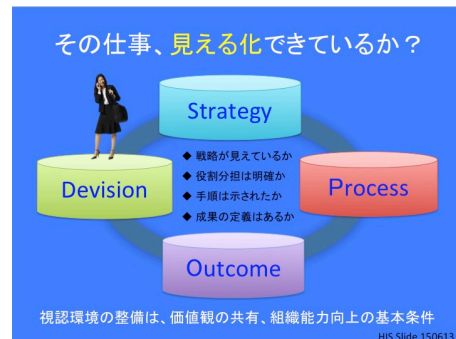 その仕事、見える化できているか？
Strategy
◆ 戦略が見えているか
◆ 役割分担は明確か
◆ 手順は示されたか
◆ 成果の定義はあるか
Devision
Process
Outcome
視認環境の整備は、価値観の共有、組織能力向上の基本条件
HIS Slide 150613